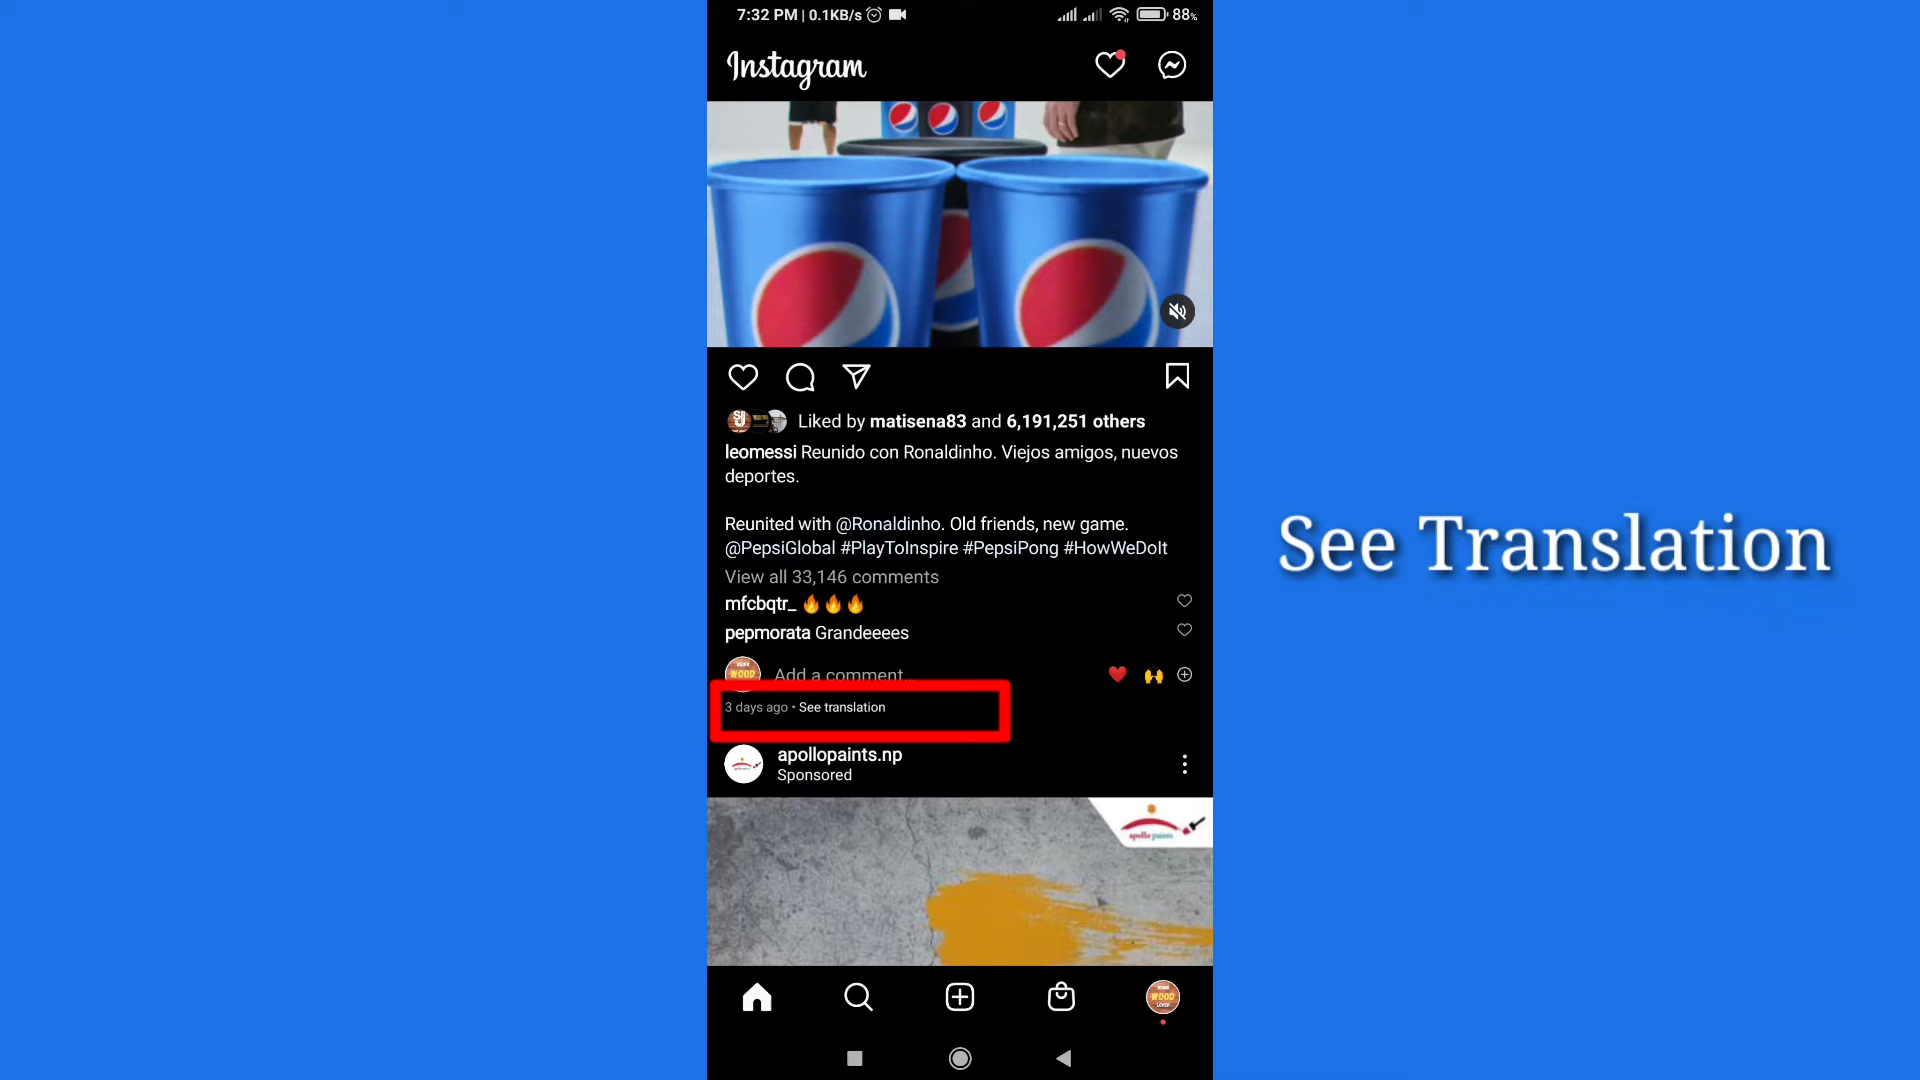 7:32 PM | 0.1KB/s
88%
Instagram
Liked by matisena83 and 6,191,251 others
leomessi Reunido con Ronaldinho. Viejos amigos, nuevos
deportes.
Reunited with @Ronaldinho. Old friends, new game.
@PepsiGlobal #PlayToInspire #PepsiPong #HowWeDoIt
View all 33,146 comments
mfcbqtr_ 🔥🔥🔥
pepmorata Grandeeees
WOOD
Add a comment...
3 days ago • See translation
apollopaints.np
Sponsored
apollo paints
WOOD
See Translation